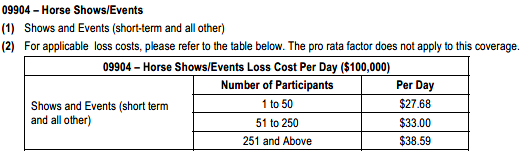 09904 – Horse Shows/Events
(1) Shows and Events (short-term and all other)
(2) For applicable loss costs, please refer to the table below. The pro rata factor does not apply to this coverage.
09904 – Horse Shows/Events Loss Cost Per Day ($100,000)
Number of Participants Per Day
Shows and Events (short term and all other)
1 to 50 $27.68
51 to 250 $33.00
251 and Above $38.59